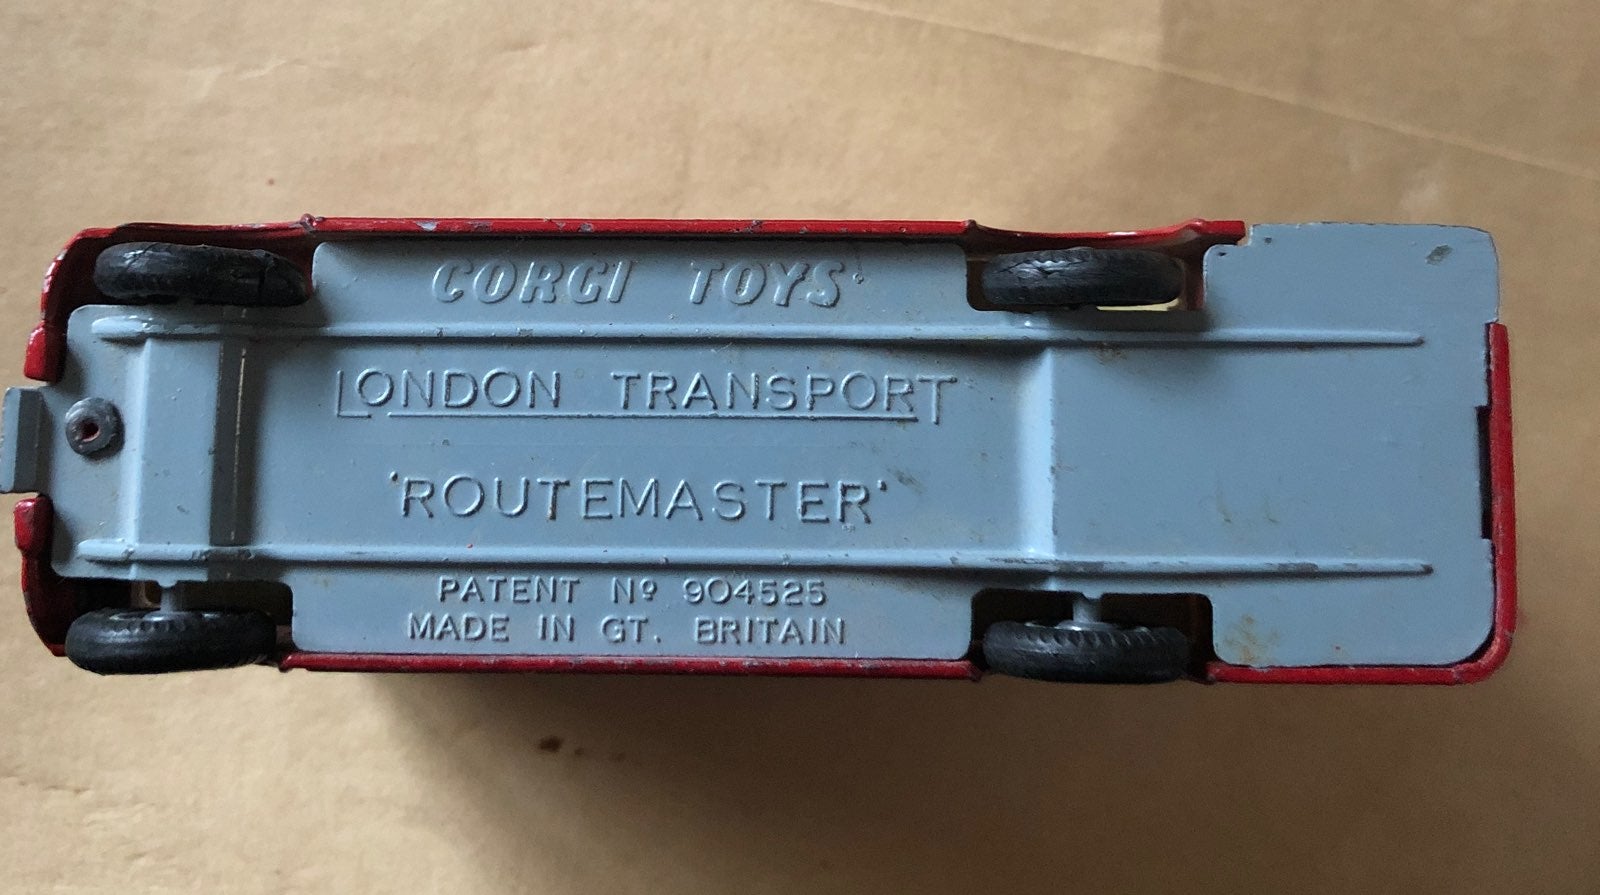 CORGI TOYS
LONDON TRANSPORT
'ROUTEMASTER'
PATENT Nº 904525
MADE IN GT. BRITAIN